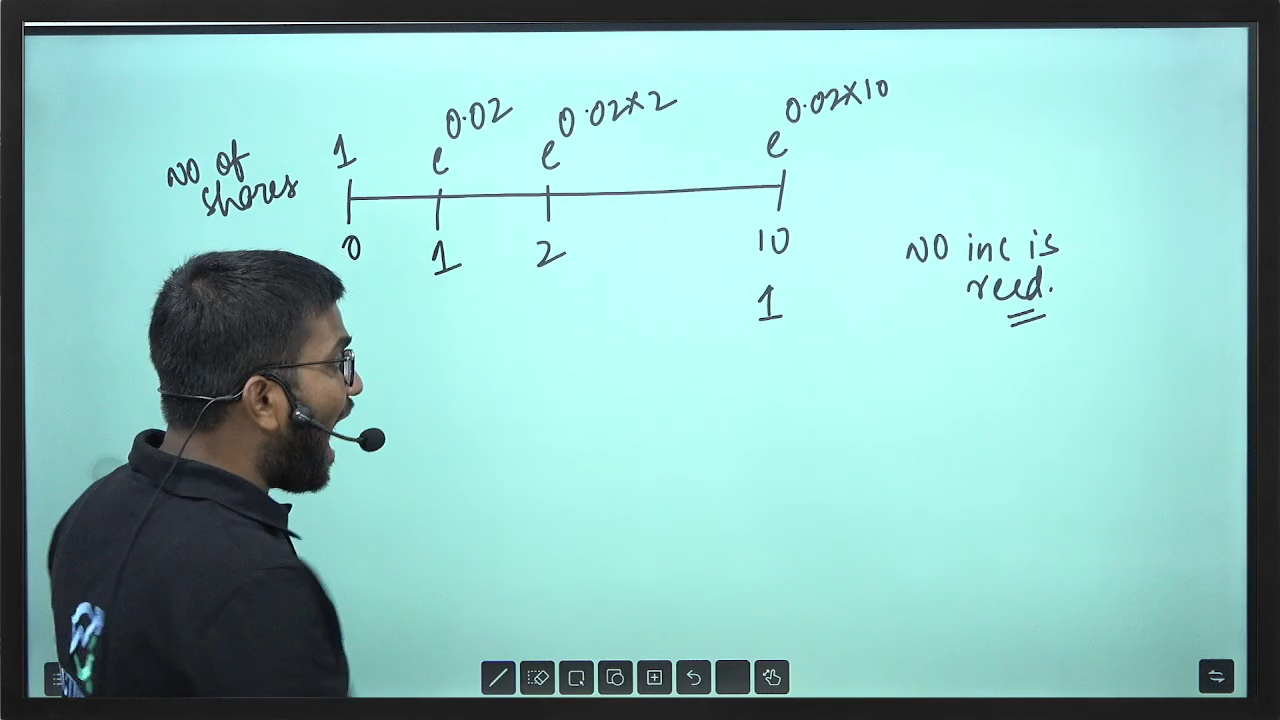 NO of shares
1 e^0.02 e^0.02×2 e^0.02×10
0 1 2 10
1
NO inc is
recd.